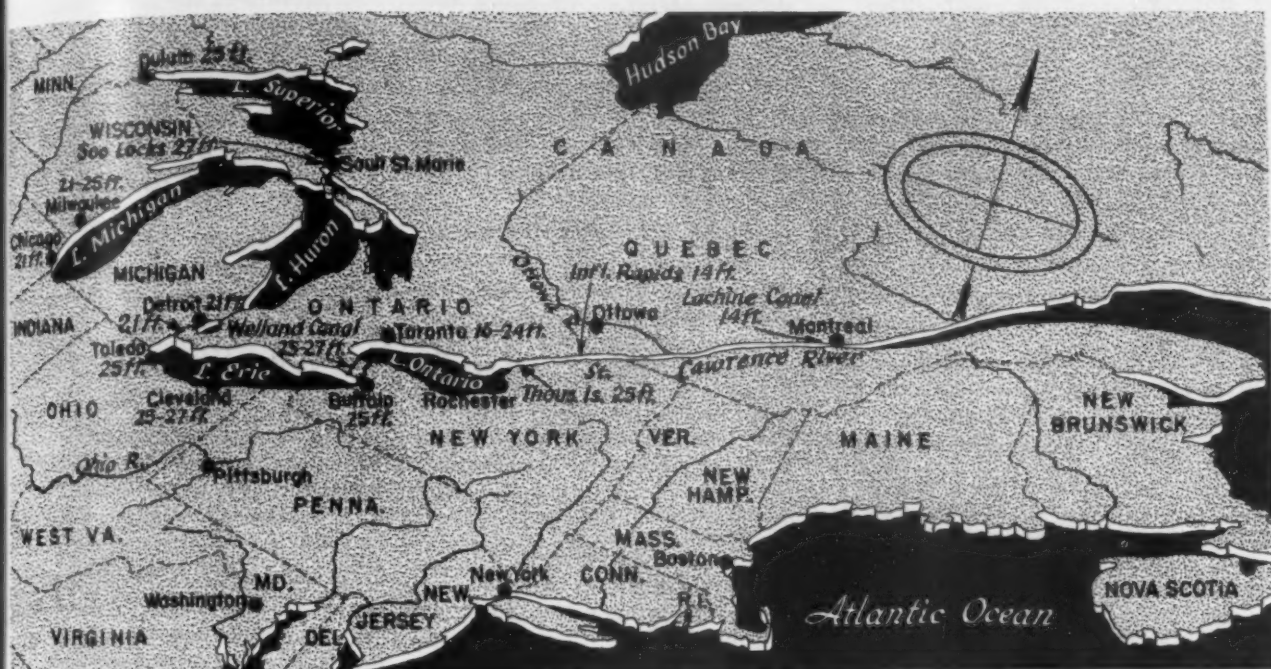 Hudson Bay
Duluth 25 ft.
MINN.
L. Superior
WISCONSIN
Soo Locks 27 ft.
Sault St. Marie
CANADA
21-25 ft.
Milwaukee
L. Michigan
Chicago
21 ft.
L. Huron
MICHIGAN
QUEBEC
Int'l. Rapids 14 ft.
Ottawa
Lachine Canal
14 ft.
Detroit 21 ft.
ONTARIO
Ottawa
Montreal
INDIANA
21 ft.
Welland Canal
25-27 ft.
Toronto 16-24 ft.
Toledo
25 ft.
L. Erie
L. Ontario
St. Lawrence River
Thous. Is. 25 ft.
OHIO
Cleveland
25-27 ft.
Buffalo
25 ft.
Rochester
NEW YORK
VER.
MAINE
NEW
BRUNSWICK
Ohio R.
Pittsburgh
PENNA.
NEW
HAMP.
WEST VA.
MASS.
Boston
MD.
NEW
JERSEY
New York
CONN.
R.I.
NOVA SCOTIA
Washington
Atlantic Ocean
VIRGINIA
DEL.